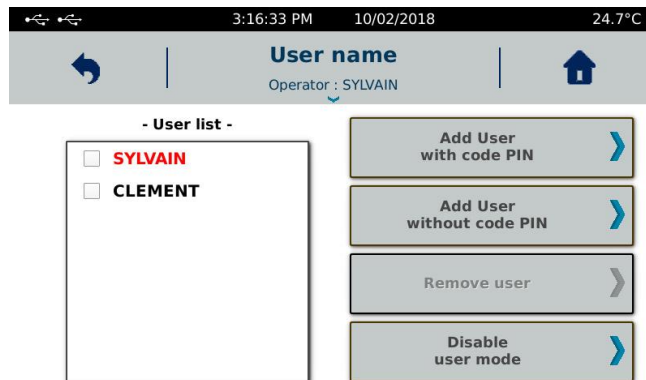 3:16:33 PM 10/02/2018 24.7°C
User name
Operator : SYLVAIN
- User list -
SYLVAIN
CLEMENT
Add User
with code PIN
Add User
without code PIN
Remove user
Disable
user mode